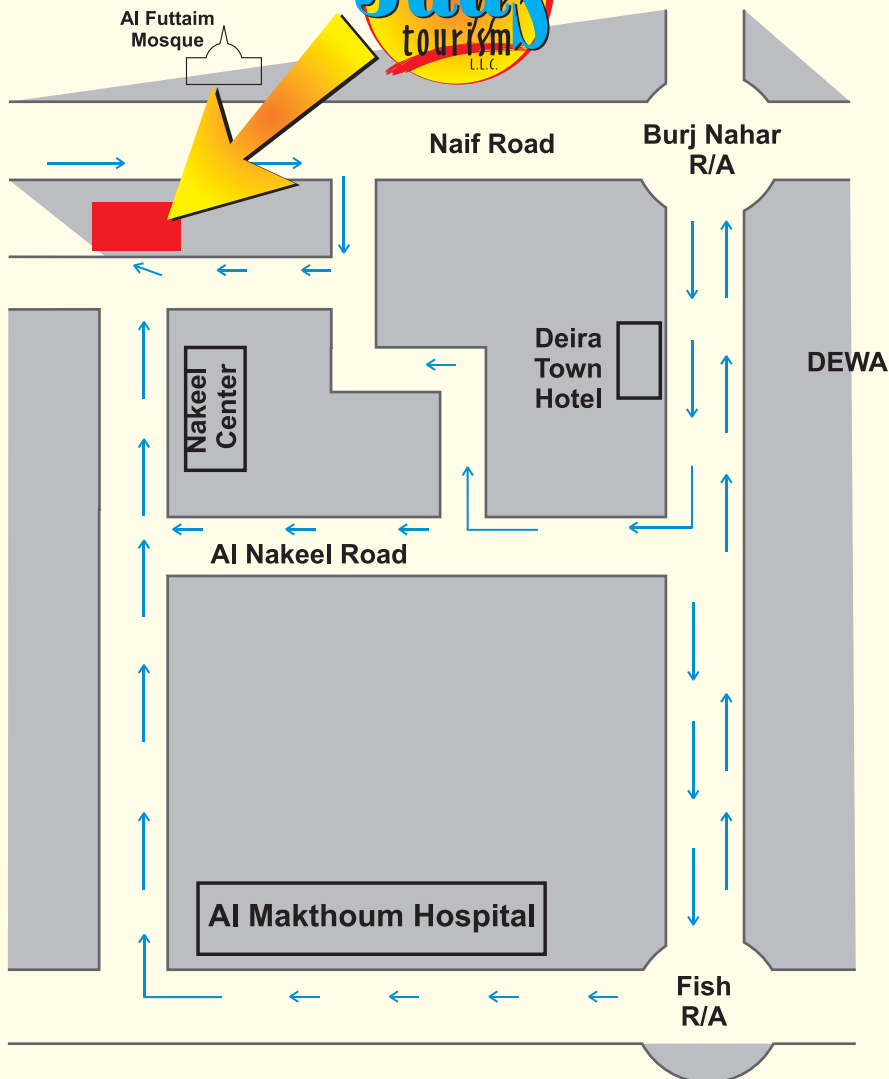 Al Futtaim
Mosque
tourism
L.L.C.
Naif Road
Burj Nahar
R/A
Deira
Town
Hotel
DEWA
Nakeel
Center
Al Nakeel Road
Al Makthoum Hospital
Fish
R/A